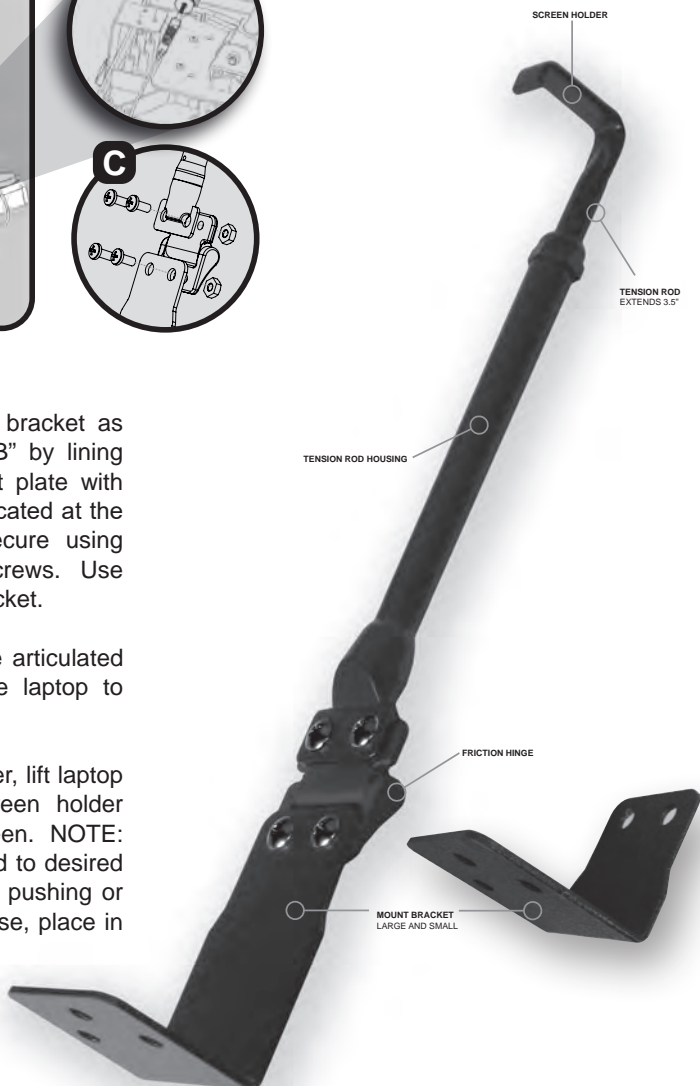 SCREEN HOLDER
C
TENSION ROD
EXTENDS 3.5"
TENSION ROD HOUSING
bracket as
B” by lining
t plate with
cated at the
ecure using
crews. Use
cket.
e articulated
e laptop to
er, lift laptop
een holder
een. NOTE:
d to desired
pushing or
se, place in
FRICTION HINGE
MOUNT BRACKET
LARGE AND SMALL